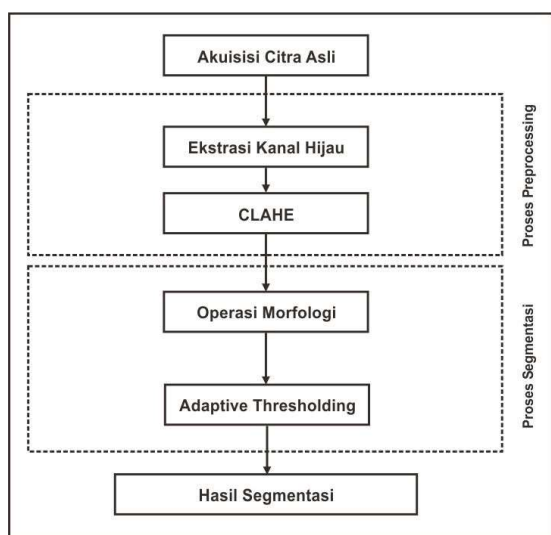 Akuisisi Citra Asli
Proses Preprocessing
Ekstrasi Kanal Hijau
CLAHE
Proses Segmentasi
Operasi Morfologi
Adaptive Thresholding
Hasil Segmentasi